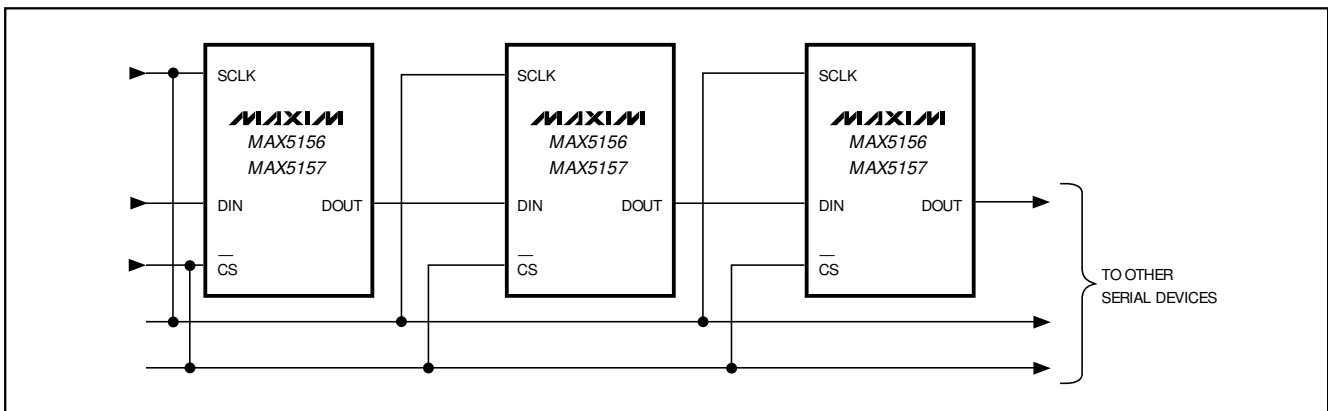 SCLK
MAXIM
MAX5156
MAX5157
DIN DOUT
CS
SCLK
MAXIM
MAX5156
MAX5157
DIN DOUT
CS
SCLK
MAXIM
MAX5156
MAX5157
DIN DOUT
CS
TO OTHER
SERIAL DEVICES